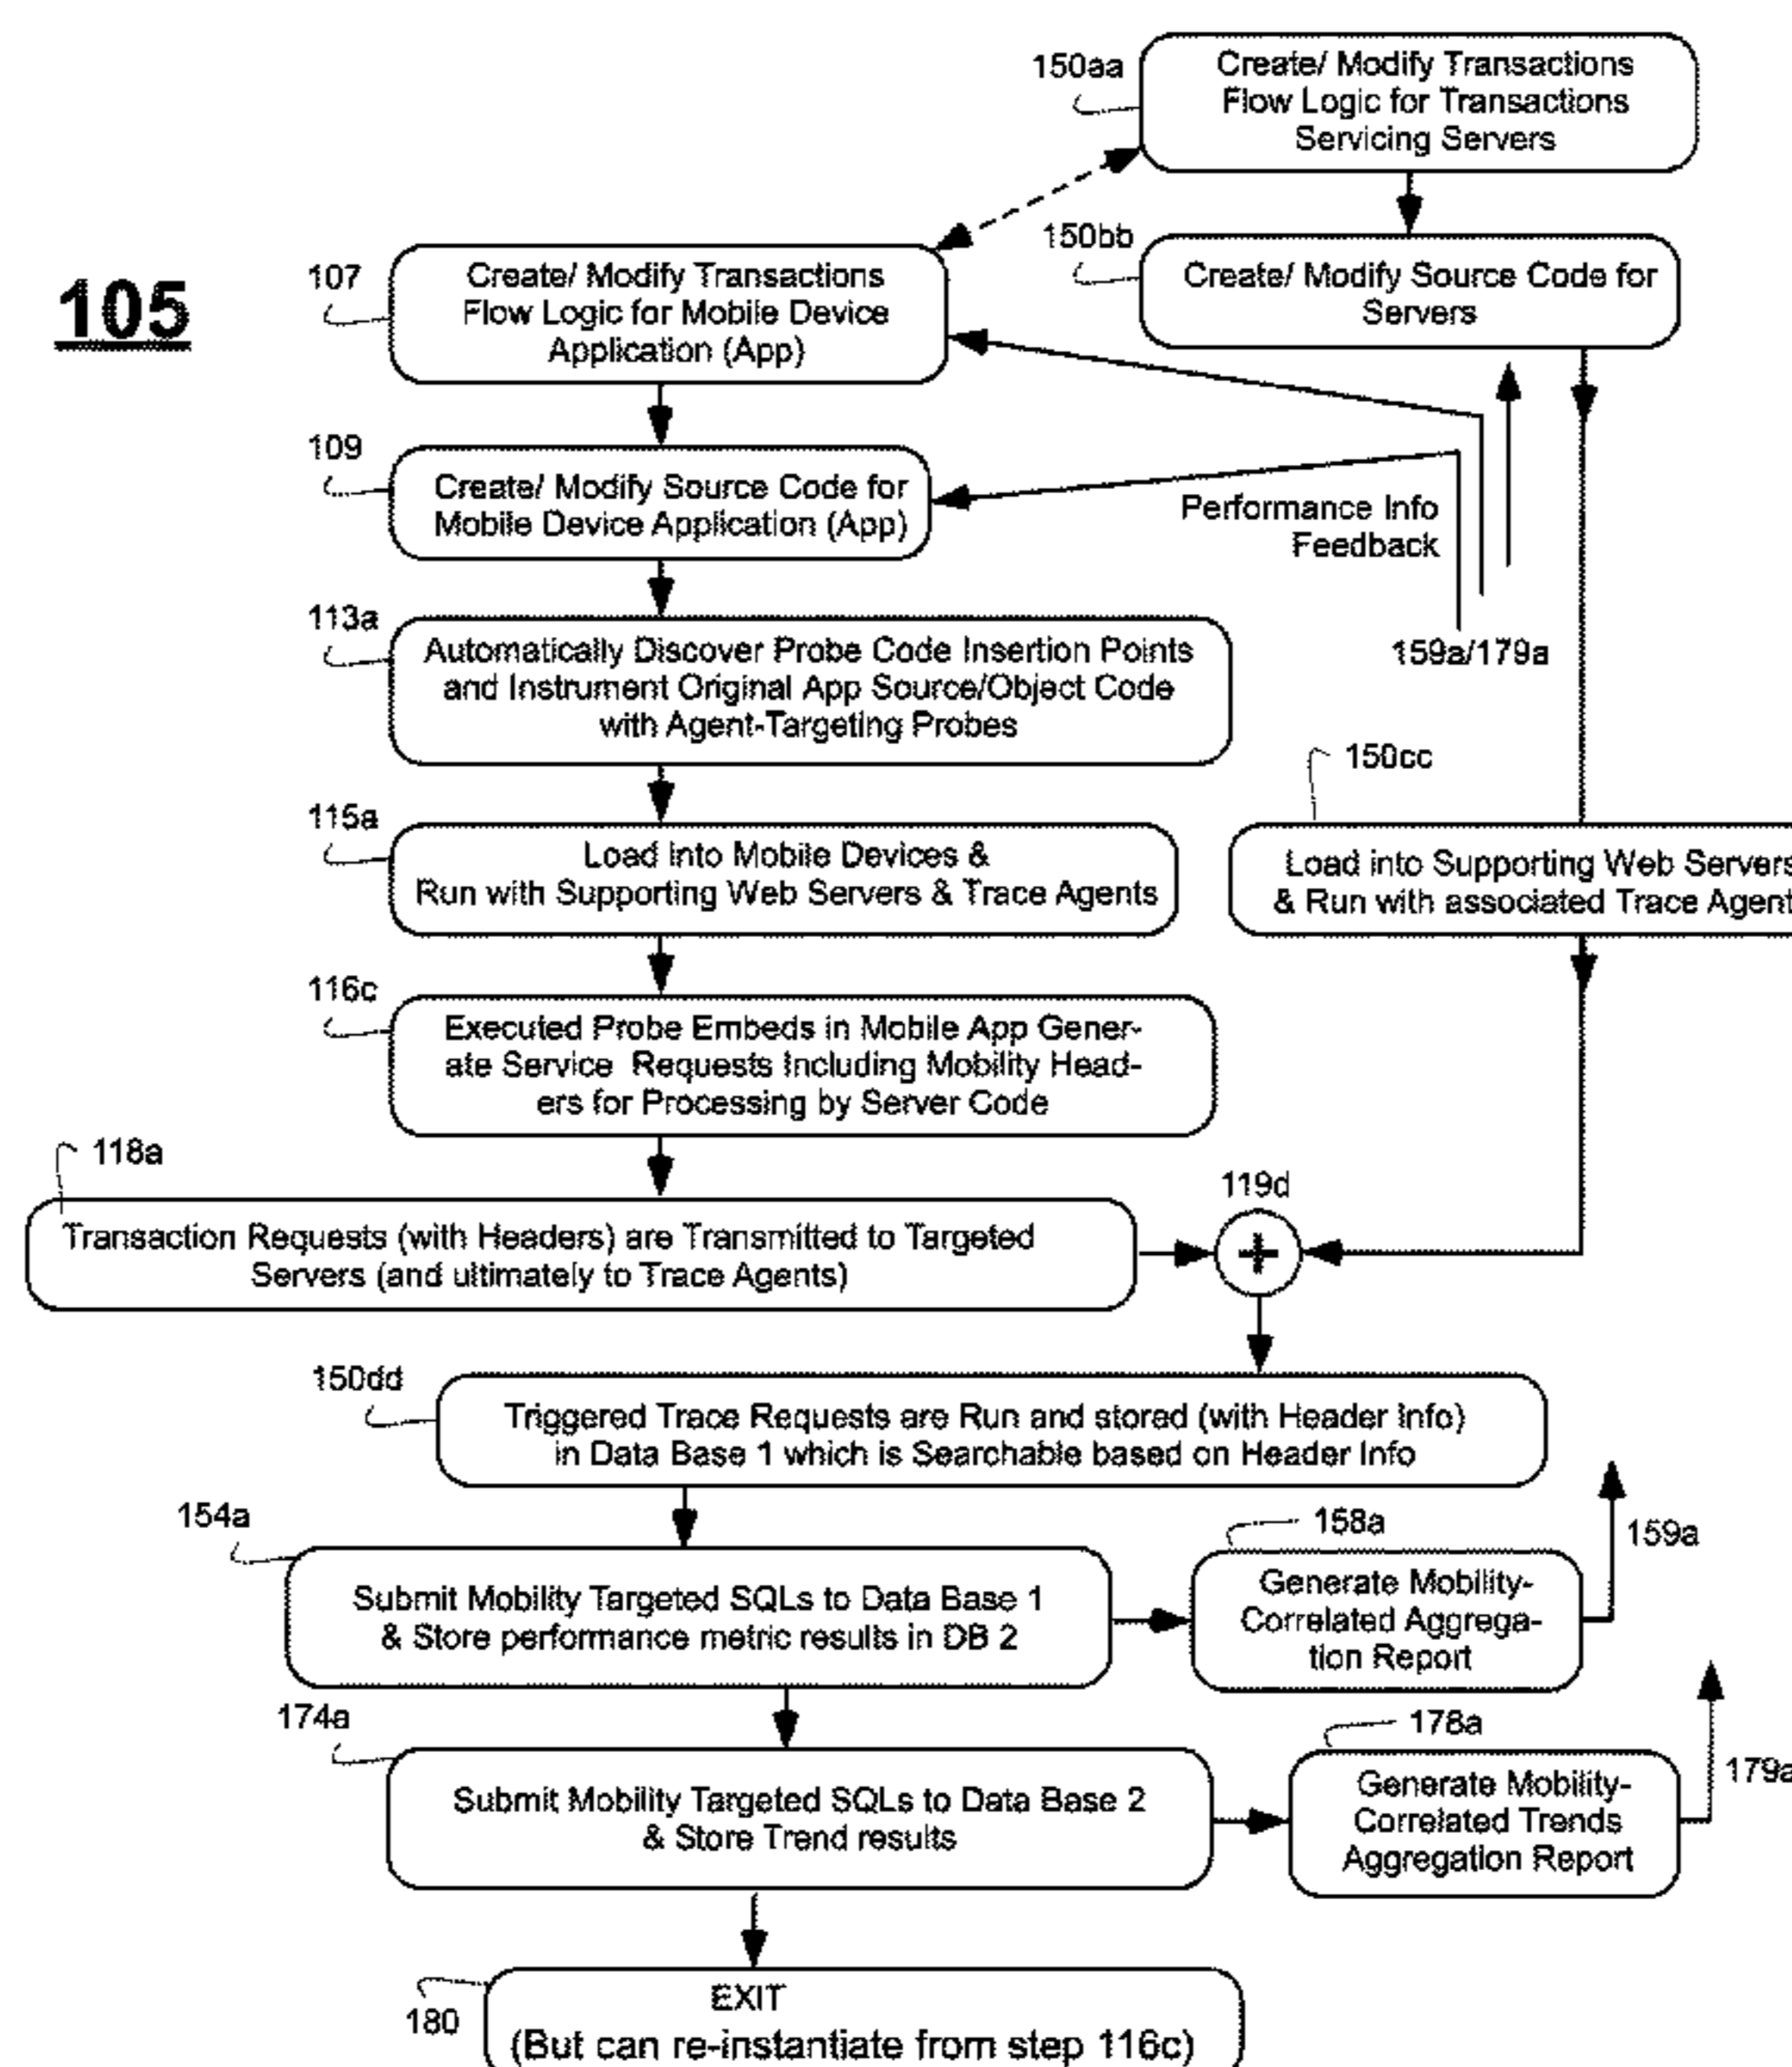 150aa
Create/ Modify Transactions
Flow Logic for Transactions
Servicing Servers
105
107
Create/ Modify Transactions
Flow Logic for Mobile Device
Application (App)
150bb
Create/ Modify Source Code for
Servers
109
Create/ Modify Source Code for
Mobile Device Application (App)
Performance Info
Feedback
159a/179a
113a
Automatically Discover Probe Code Insertion Points
and Instrument Original App Source/Object Code
with Agent-Targeting Probes
150cc
115a
Load into Mobile Devices &
Run with Supporting Web Servers & Trace Agents
Load into Supporting Web Servers
& Run with associated Trace Agent
116c
Executed Probe Embeds in Mobile App Gener-
ate Service Requests Including Mobility Head-
ers for Processing by Server Code
118a
Transaction Requests (with Headers) are Transmitted to Targeted
Servers (and ultimately to Trace Agents)
119d
+
150dd
Triggered Trace Requests are Run and stored (with Header Info)
in Data Base 1 which is Searchable based on Header Info
154a
Submit Mobility Targeted SQLs to Data Base 1
& Store performance metric results in DB 2
158a
Generate Mobility-
Correlated Aggrega-
tion Report
159a
174a
Submit Mobility Targeted SQLs to Data Base 2
& Store Trend results
178a
Generate Mobility-
Correlated Trends
Aggregation Report
179a
180
EXIT
(But can re-instantiate from step 116c)